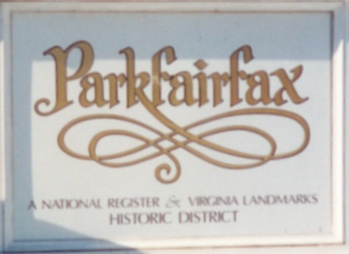 Parkfairfax
A NATIONAL REGISTER & VIRGINIA LANDMARKS
HISTORIC DISTRICT